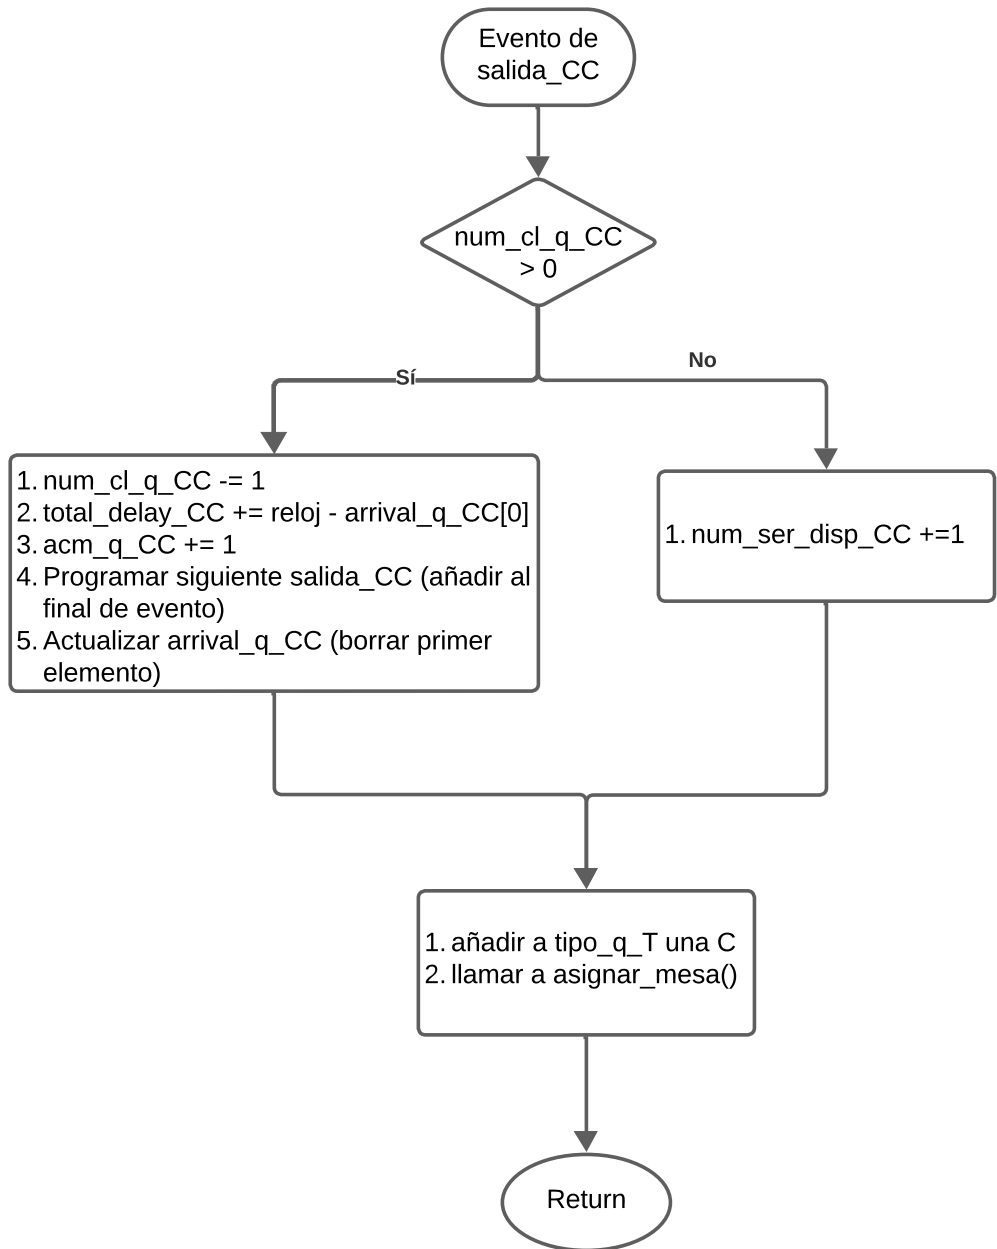 Evento de
salida_CC
num_cl_q_CC
> 0
Sí
No
1. num_cl_q_CC -= 1
2. total_delay_CC += reloj - arrival_q_CC[0]
3. acm_q_CC += 1
4. Programar siguiente salida_CC (añadir al
final de evento)
5. Actualizar arrival_q_CC (borrar primer
elemento)
1. num_ser_disp_CC +=1
1. añadir a tipo_q_T una C
2. llamar a asignar_mesa()
Return